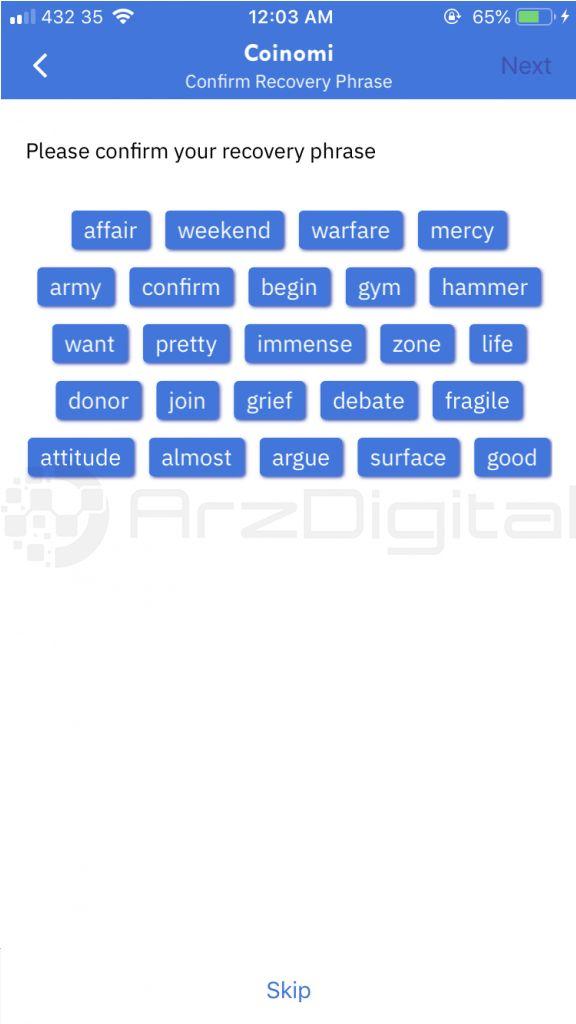 432 35 12:03 AM 65%
Coinomi
Confirm Recovery Phrase
Next
Please confirm your recovery phrase
affair weekend warfare mercy
army confirm begin gym hammer
want pretty immense zone life
donor join grief debate fragile
attitude almost argue surface good
ArzDigital
Skip